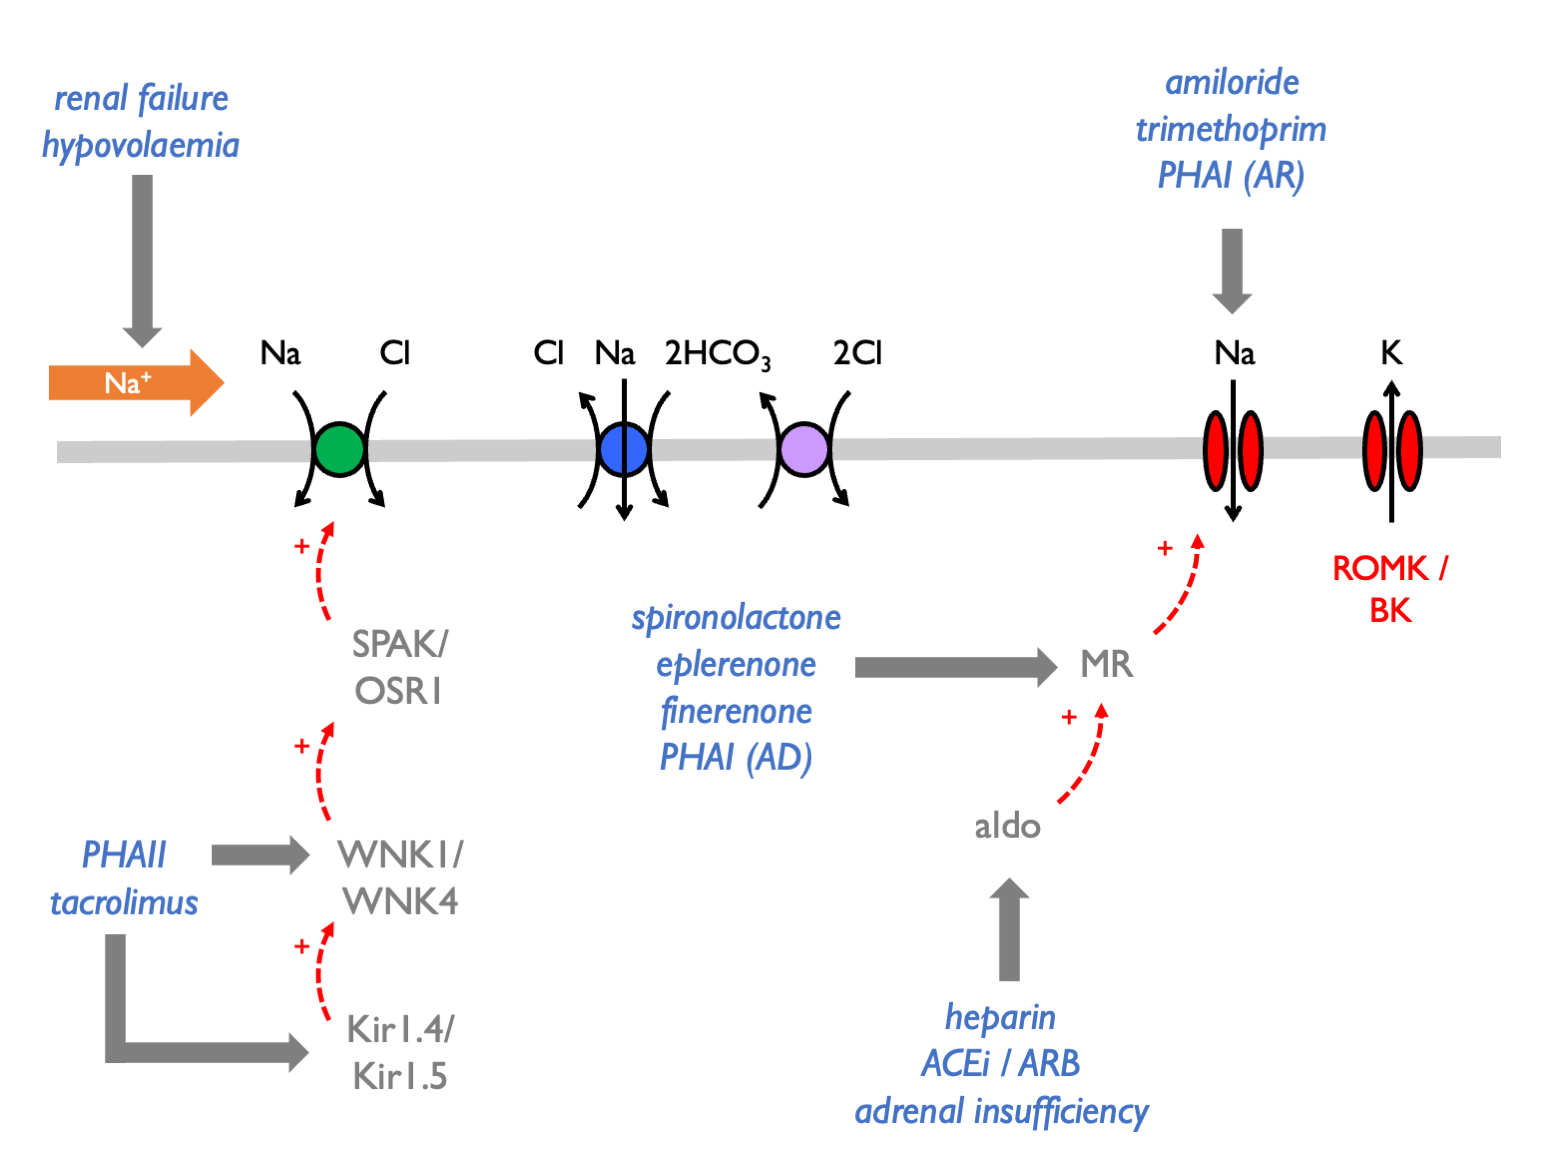 renal failure
hypovolaemia
amiloride
trimethoprim
PHAI (AR)
Na⁺
Na
Cl
Cl
Na
2HCO₃
2Cl
Na
K
+
+
ROMK /
BK
SPAK/
OSR1
spironolactone
eplerenone
finerenone
PHAI (AD)
MR
+
+
PHAII
tacrolimus
WNK1/
WNK4
aldo
+
Kir1.4/
Kir1.5
heparin
ACEi / ARB
adrenal insufficiency